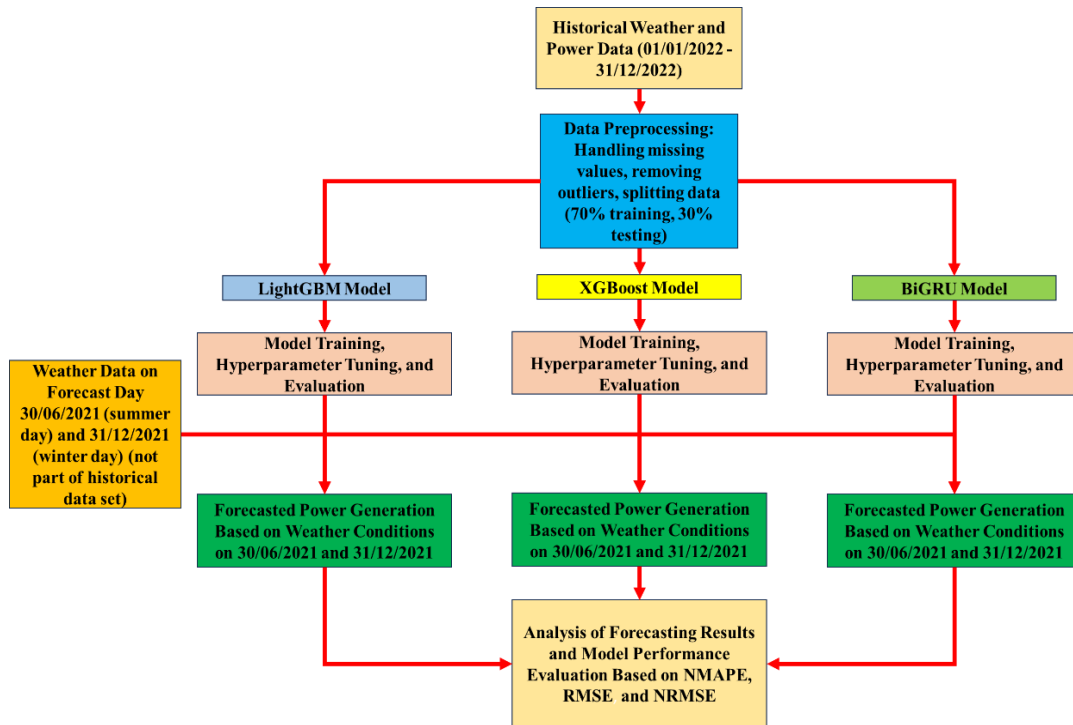 Historical Weather and
Power Data (01/01/2022 -
31/12/2022)
Data Preprocessing:
Handling missing
values, removing
outliers, splitting data
(70% training, 30%
testing)
LightGBM Model
XGBoost Model
BiGRU Model
Model Training,
Hyperparameter Tuning, and
Evaluation
Model Training,
Hyperparameter Tuning, and
Evaluation
Model Training,
Hyperparameter Tuning, and
Evaluation
Weather Data on
Forecast Day
30/06/2021 (summer
day) and 31/12/2021
(winter day) (not
part of historical
data set)
Forecasted Power Generation
Based on Weather Conditions
on 30/06/2021 and 31/12/2021
Forecasted Power Generation
Based on Weather Conditions
on 30/06/2021 and 31/12/2021
Forecasted Power Generation
Based on Weather Conditions
on 30/06/2021 and 31/12/2021
Analysis of Forecasting Results
and Model Performance
Evaluation Based on NMAPE,
RMSE and NRMSE